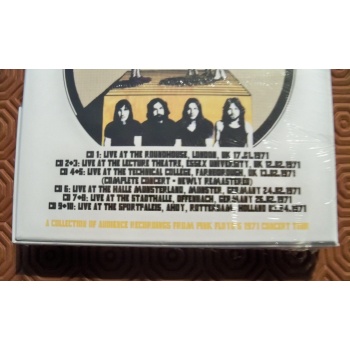 CD 1: LIVE AT THE ROUNDHOUSE, LONDON, UK 17.01.1971
CD 2+3: LIVE AT THE LECTURE THEATRE, ESSEX UNIVERSITY, UK 12.02.1971
CD 4+5: LIVE AT THE TECHNICAL COLLEGE, FARNBOROUGH, UK 13.02.1971
(COMPLETE CONCERT - NEWLY REMASTERED)
CD 6: LIVE AT THE HALLE MUNSTERLAND, MUNSTER, GERMANY 24.02.1971
CD 7+8: LIVE AT THE STADTHALLE, OFFENBACH, GERMANY 26.02.1971
CD 9+10: LIVE AT THE SPORTPALEIS, AHOY, ROTTERDAM, HOLLAND 03.24.1971
A COLLECTION OF AUDIENCE RECORDINGS FROM PINK FLOYD'S 1971 CONCERT TOUR